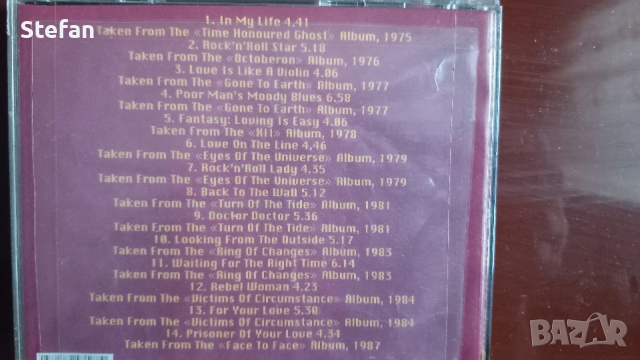 Stefan
1. In My Life 4,41
Taken From The «Time Honoured Ghost» Album, 1975
2. Rock'n'Roll Star 5.18
Taken From The «Octoberon» Album, 1976
3. Love Is Like A Violin 4.06
Taken From The «Gone To Earth» Album, 1977
4. Poor Man's Moody Blues 6,58
Taken From The «Gone To Earth» Album, 1977
5. Fantasy: Loving Is Easy 4.06
Taken From The «XII» Album, 1978
6. Love On The Line 4,46
Taken From The «Eyes Of The Universe» Album, 1979
7. Rock'n'Roll Lady 4.35
Taken From The «Eyes Of The Universe» Album, 1979
8. Back To The Wall 5.12
Taken From The «Turn Of The Tide» Album, 1981
9. Doctor Doctor 5.36
Taken From The «Turn Of The Tide» Album, 1981
10. Looking From The Outside 5.17
Taken From The «Ring Of Changes» Album, 1983
11. Waiting For The Right Time 6.14
Taken From The «Ring Of Changes» Album, 1983
12. Rebel Woman 4.23
Taken From The «Victims Of Circumstance» Album, 1984
13. For Your Love 5.30
Taken From The «Victims Of Circumstance» Album, 1984
14. Prisoner Of Your Love 4.34
Taken From The «Face To Face» Album, 1987
BAZAR
.bg